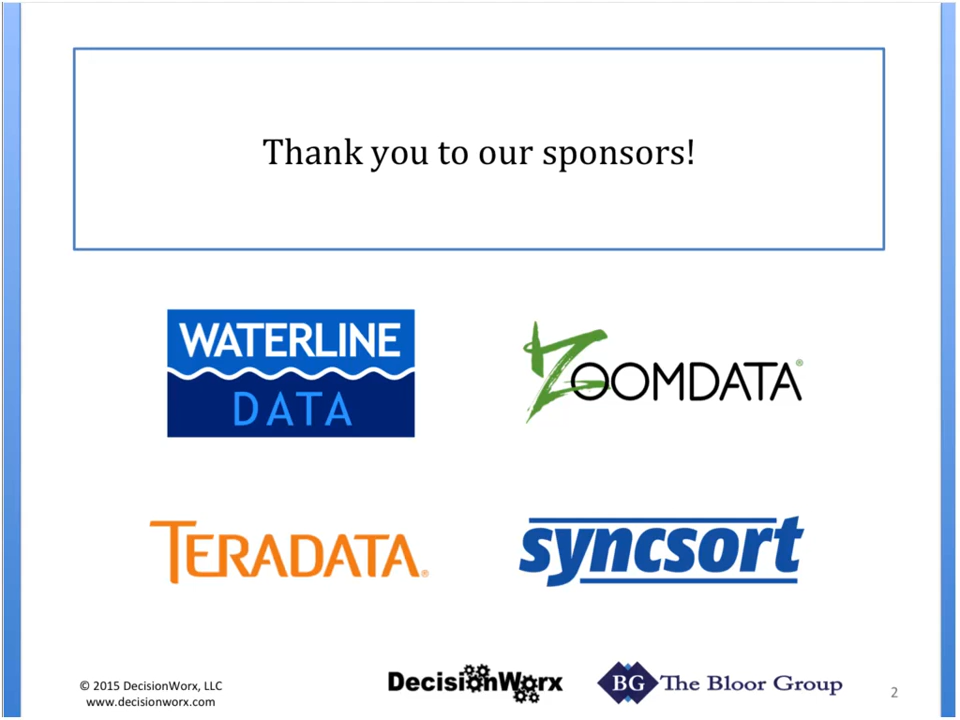 Thank you to our sponsors!
WATERLINE
DATA
ZOOMDATA®
TERADATA®
syncsort
© 2015 DecisionWorx, LLC
www.decisionworx.com
DecisionWorx
BG The Bloor Group
2